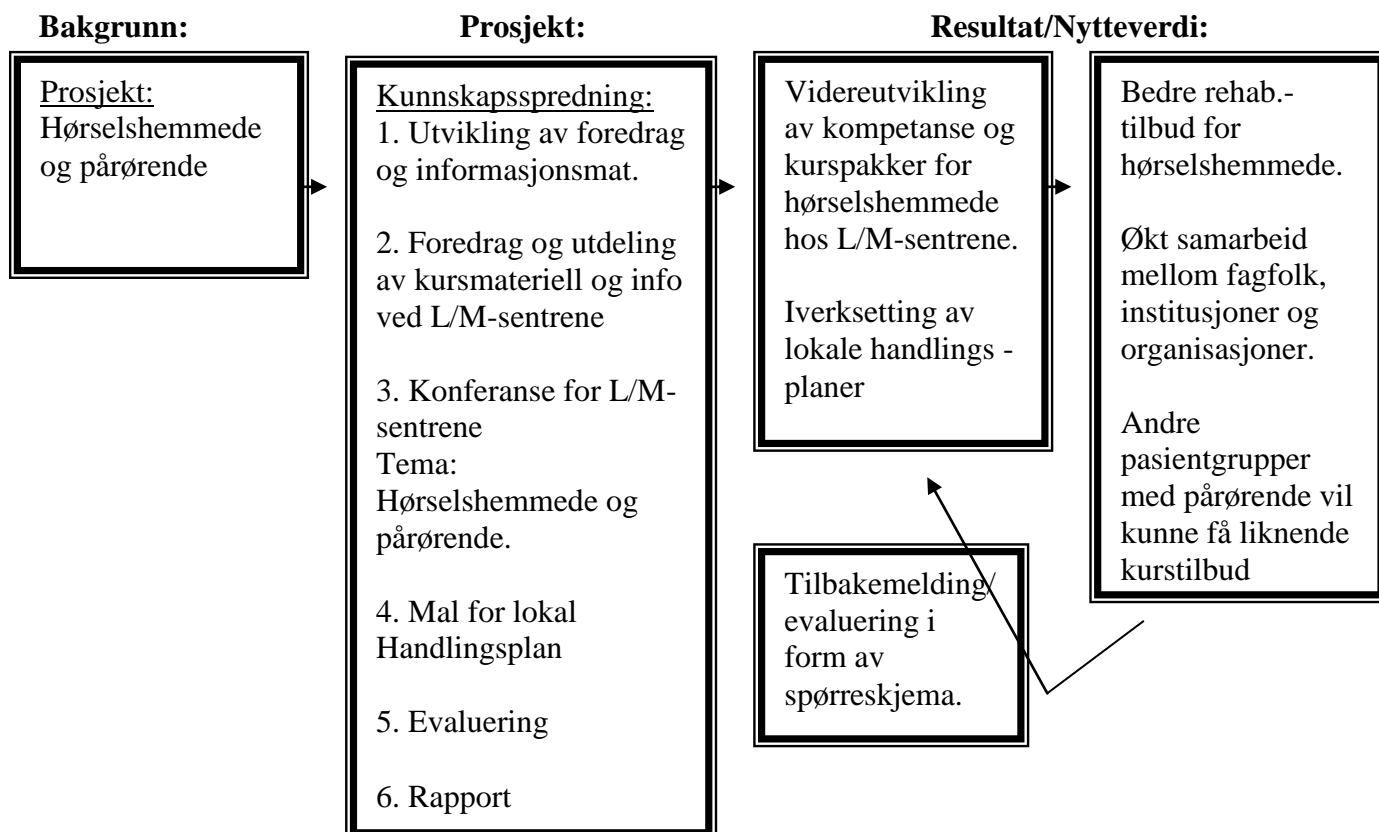 Bakgrunn:
Prosjekt:
Resultat/Nytteverdi:
Prosjekt:
Hørselshemmede
og pårørende
Kunnskapsspredning:
1. Utvikling av foredrag
og informasjonsmat.
2. Foredrag og utdeling
av kursmateriell og info
ved L/M-sentrene
3. Konferanse for L/M-
sentrene
Tema:
Hørselshemmede og
pårørende.
4. Mal for lokal
Handlingsplan
5. Evaluering
6. Rapport
Videreutvikling
av kompetanse og
kurspakker for
hørselshemmede
hos L/M-sentrene.
Iverksetting av
lokale handlings -
planer
Bedre rehab.-
tilbud for
hørselshemmede.
Økt samarbeid
mellom fagfolk,
institusjoner og
organisasjoner.
Andre
pasientgrupper
med pårørende vil
kunne få liknende
kurstilbud
Tilbakemelding/
evaluering i
form av
spørreskjema.